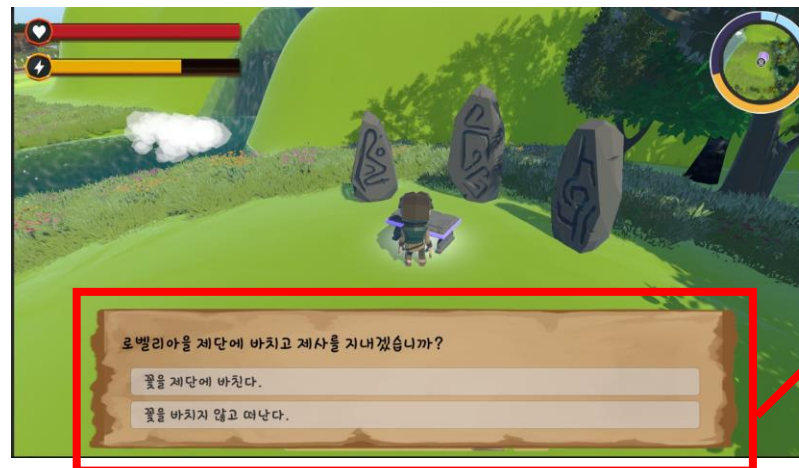 로벨리아을 제단에 바치고 제사를 지내겠습니까?
꽃을 제단에 바친다.
꽃을 바치지 않고 떠난다.